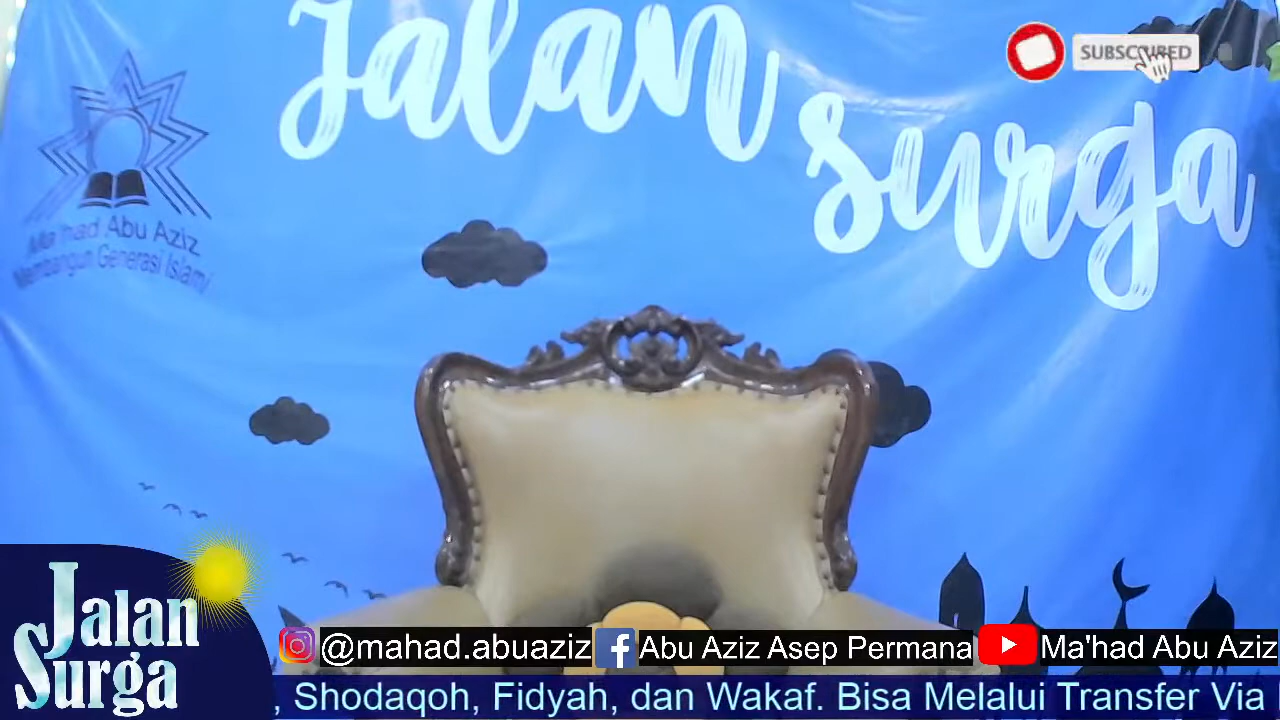 Jalan
surga
SUBSCRIBED
Ma'had Abu Aziz
Membangun Generasi Islami
Jalan
Surga
@mahad.abuaziz
Abu Aziz Asep Permana
Ma'had Abu Aziz
, Shodaqoh, Fidyah, dan Wakaf. Bisa Melalui Transfer Via